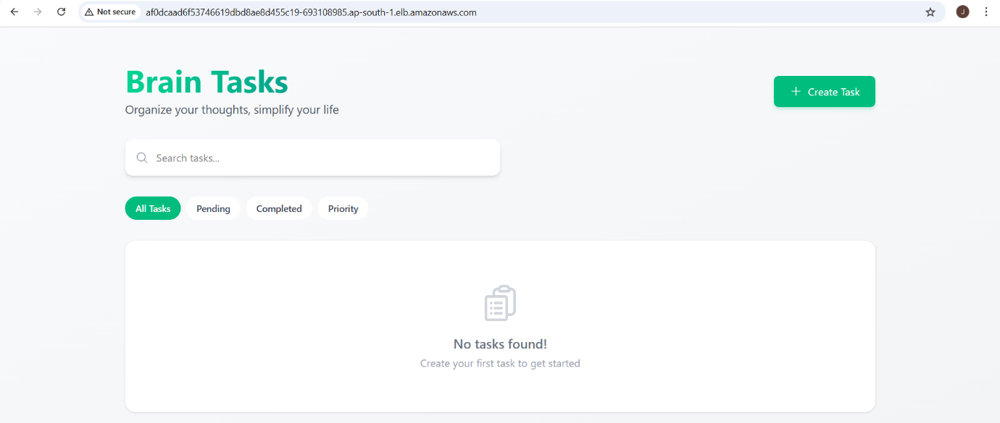 Not secure af0dcaad6f53746619dbd8ae8d455c19-693108985.ap-south-1.elb.amazonaws.com J
Brain Tasks
Create Task
Organize your thoughts, simplify your life
Search tasks...
All Tasks Pending Completed Priority
No tasks found!
Create your first task to get started